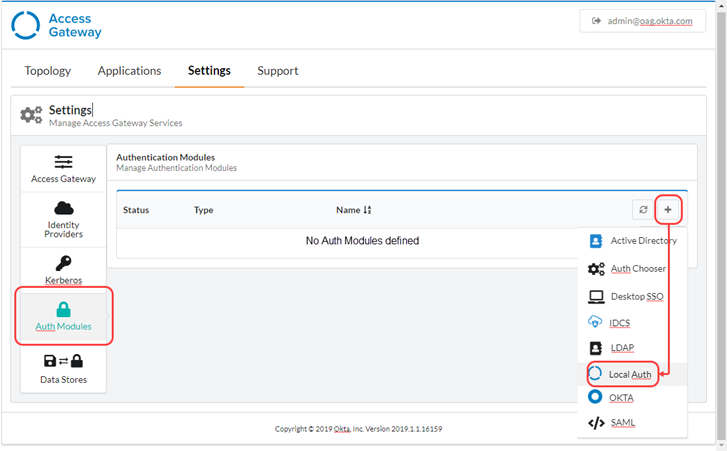 Access
Gateway
admin@oag.okta.com
Topology Applications Settings Support
Settings
Manage Access Gateway Services
Access Gateway
Identity
Providers
Kerberos
Auth Modules
Data Stores
Authentication Modules
Manage Authentication Modules
Status Type Name
No Auth Modules defined
Active Directory
Auth Chooser
Desktop SSO
IDCS
LDAP
Local Auth
OKTA
SAML
Copyright © 2019 Okta, Inc. Version 2019.1.1.16159